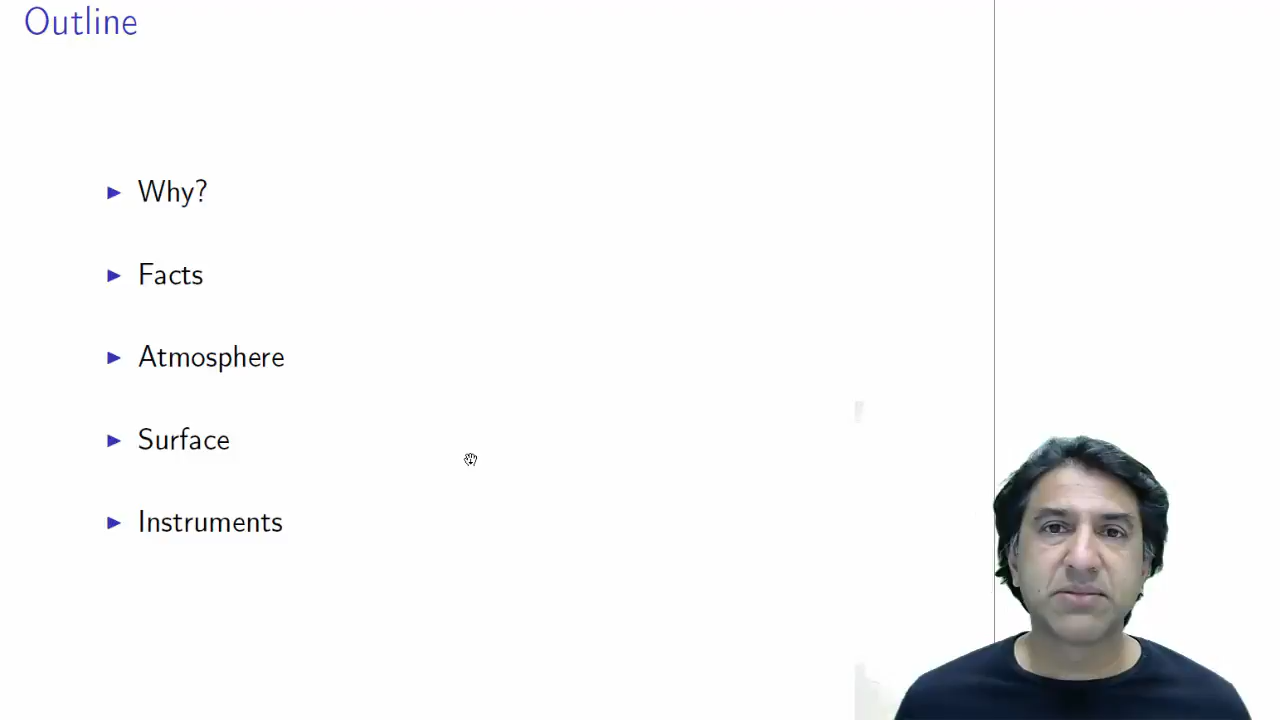 Outline
Why?
Facts
Atmosphere
Surface
Instruments